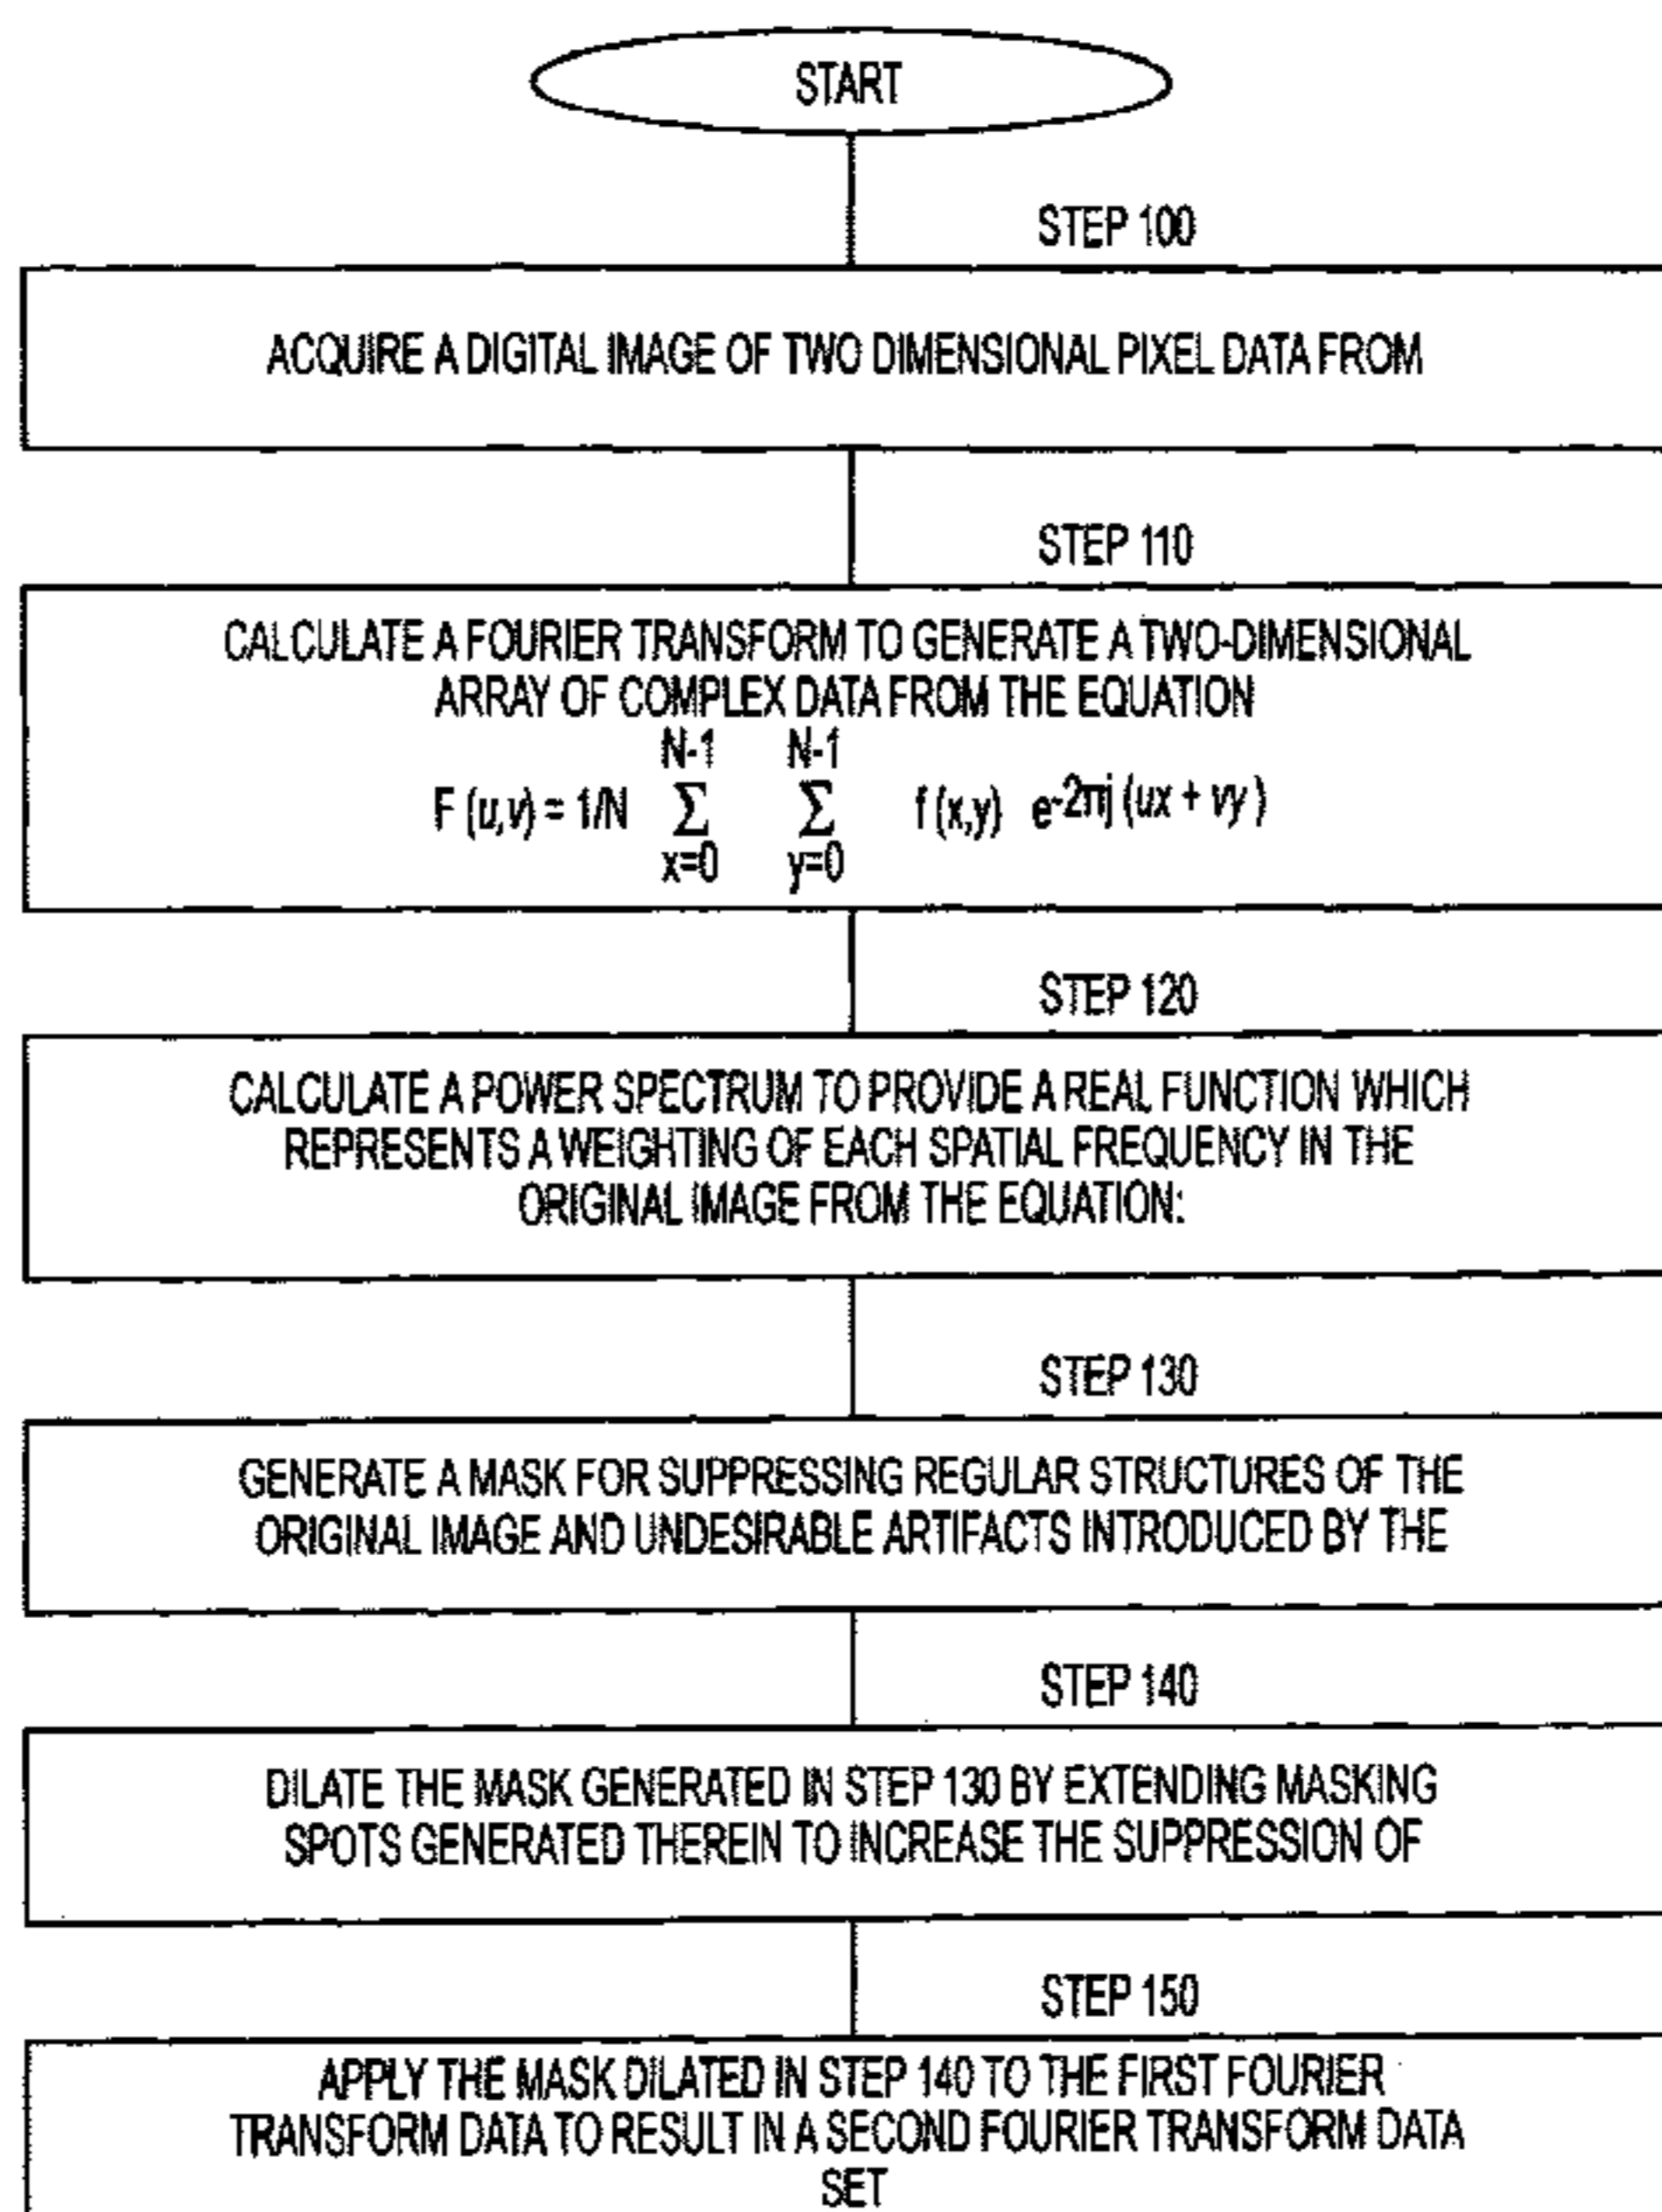 START
STEP 100
ACQUIRE A DIGITAL IMAGE OF TWO DIMENSIONAL PIXEL DATA FROM
STEP 110
CALCULATE A FOURIER TRANSFORM TO GENERATE A TWO-DIMENSIONAL
ARRAY OF COMPLEX DATA FROM THE EQUATION
N-1 N-1
F (u,v) = 1/N Σ Σ f (x,y) e-2πj (ux + vy )
x=0 y=0
STEP 120
CALCULATE A POWER SPECTRUM TO PROVIDE A REAL FUNCTION WHICH
REPRESENTS A WEIGHTING OF EACH SPATIAL FREQUENCY IN THE
ORIGINAL IMAGE FROM THE EQUATION:
STEP 130
GENERATE A MASK FOR SUPPRESSING REGULAR STRUCTURES OF THE
ORIGINAL IMAGE AND UNDESIRABLE ARTIFACTS INTRODUCED BY THE
STEP 140
DILATE THE MASK GENERATED IN STEP 130 BY EXTENDING MASKING
SPOTS GENERATED THEREIN TO INCREASE THE SUPPRESSION OF
STEP 150
APPLY THE MASK DILATED IN STEP 140 TO THE FIRST FOURIER
TRANSFORM DATA TO RESULT IN A SECOND FOURIER TRANSFORM DATA
SET